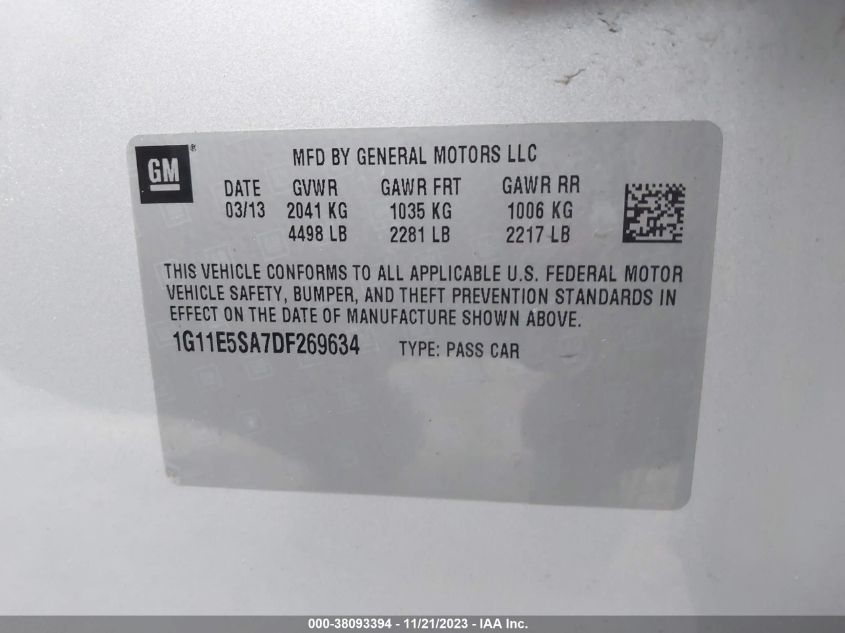 GM®
MFD BY GENERAL MOTORS LLC
DATE GVWR GAWR FRT GAWR RR
03/13 2041 KG 1035 KG 1006 KG
4498 LB 2281 LB 2217 LB
THIS VEHICLE CONFORMS TO ALL APPLICABLE U.S. FEDERAL MOTOR
VEHICLE SAFETY, BUMPER, AND THEFT PREVENTION STANDARDS IN
EFFECT ON THE DATE OF MANUFACTURE SHOWN ABOVE.
1G11E5SA7DF269634 TYPE: PASS CAR
000-38093394 - 11/21/2023 - IAA Inc.